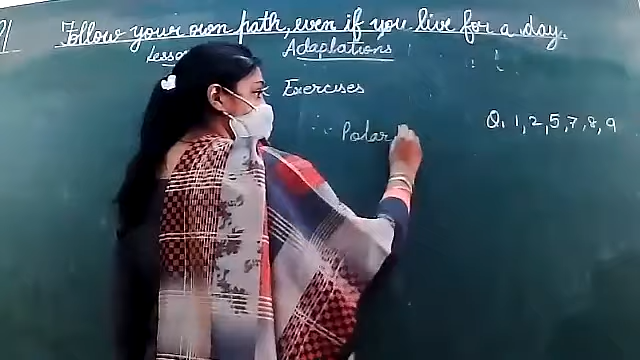 Follow your own path, even if you live for a day.
Adaptations
Exercises
Q. 1, 2, 5, 7, 8, 9
Polar